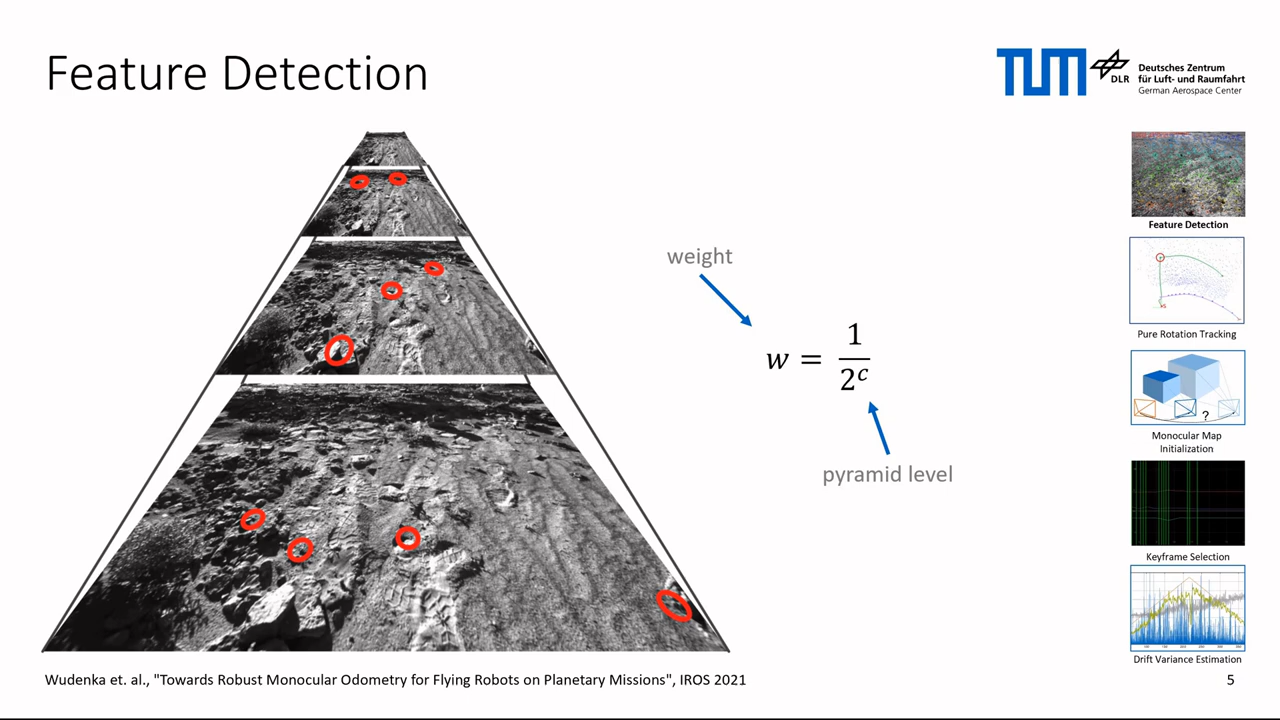 Feature Detection
TUM
DLR
Deutsches Zentrum
für Luft- und Raumfahrt
German Aerospace Center
weight
w = 1/2^c
pyramid level
Feature Detection
Pure Rotation Tracking
?
Monocular Map
Initialization
Keyframe Selection
Drift Variance Estimation
Wudenka et. al., "Towards Robust Monocular Odometry for Flying Robots on Planetary Missions", IROS 2021
5